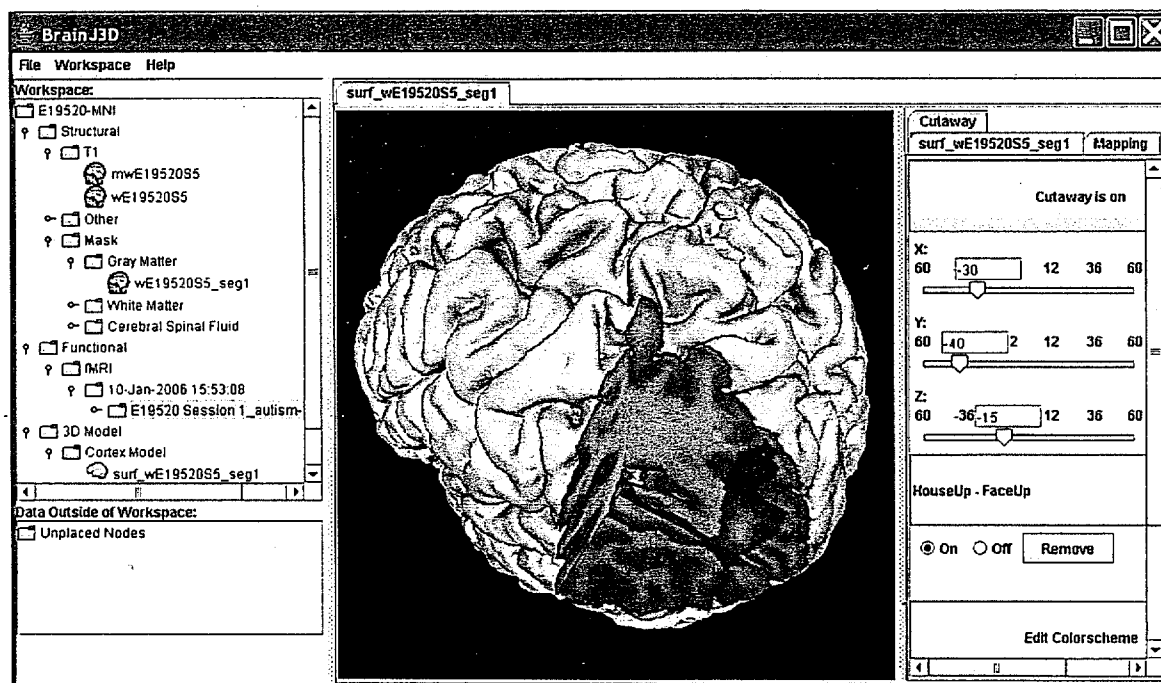 BrainJ3D
File Workspace Help
Workspace:
E19520-MNI
Structural
T1
mwE19520S5
wE19520S5
Other
Mask
Gray Matter
wE19520S5_seg1
White Matter
Cerebral Spinal Fluid
Functional
fMRI
10-Jan-2006 15:53:08
E19520 Session 1_autism-
3D Model
Cortex Model
surf_wE19520S5_seg1
Data Outside of Workspace:
Unplaced Nodes
surf_wE19520S5_seg1
Cutaway
surf_wE19520S5_seg1 Mapping
Cutaway is on
X:
60 -30 12 36 60
Y:
60 -40 2 12 36 60
Z:
60 -36 -15 12 36 60
HouseUp - FaceUp
On Off Remove
Edit Colorscheme